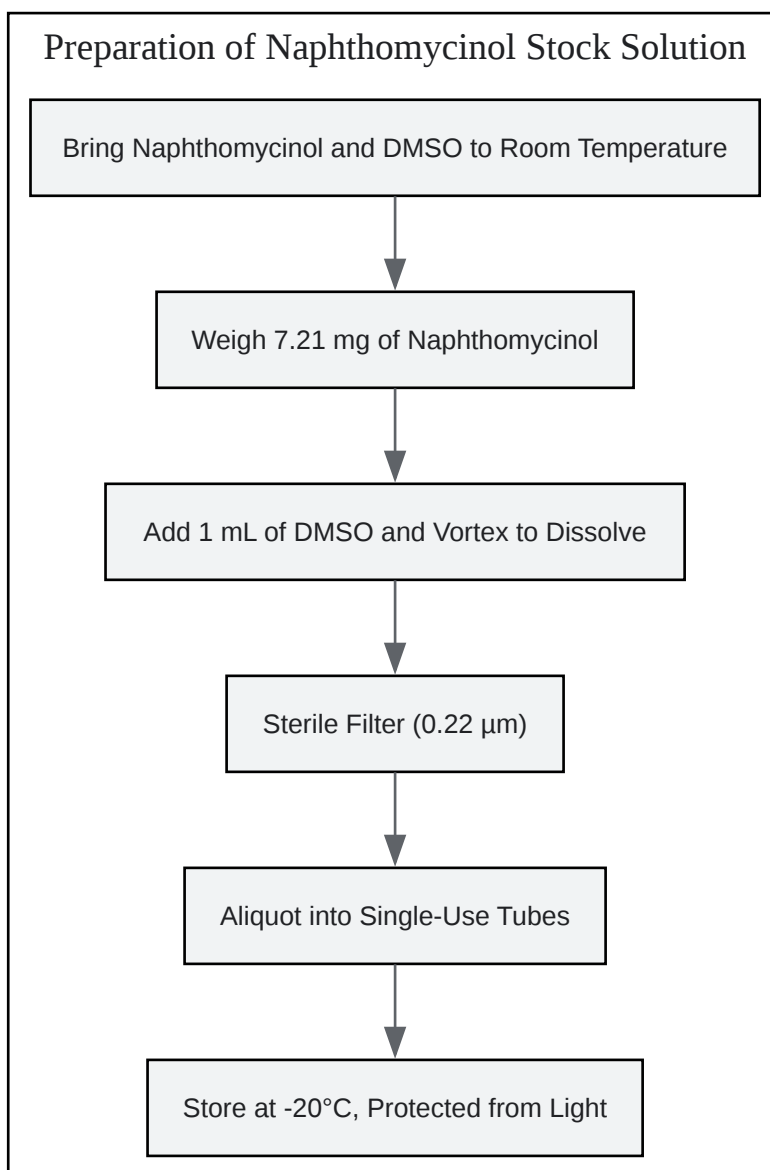 Preparation of Naphthomycinol Stock Solution
Bring Naphthomycinol and DMSO to Room Temperature
Weigh 7.21 mg of Naphthomycinol
Add 1 mL of DMSO and Vortex to Dissolve
Sterile Filter (0.22 µm)
Aliquot into Single-Use Tubes
Store at -20°C, Protected from Light